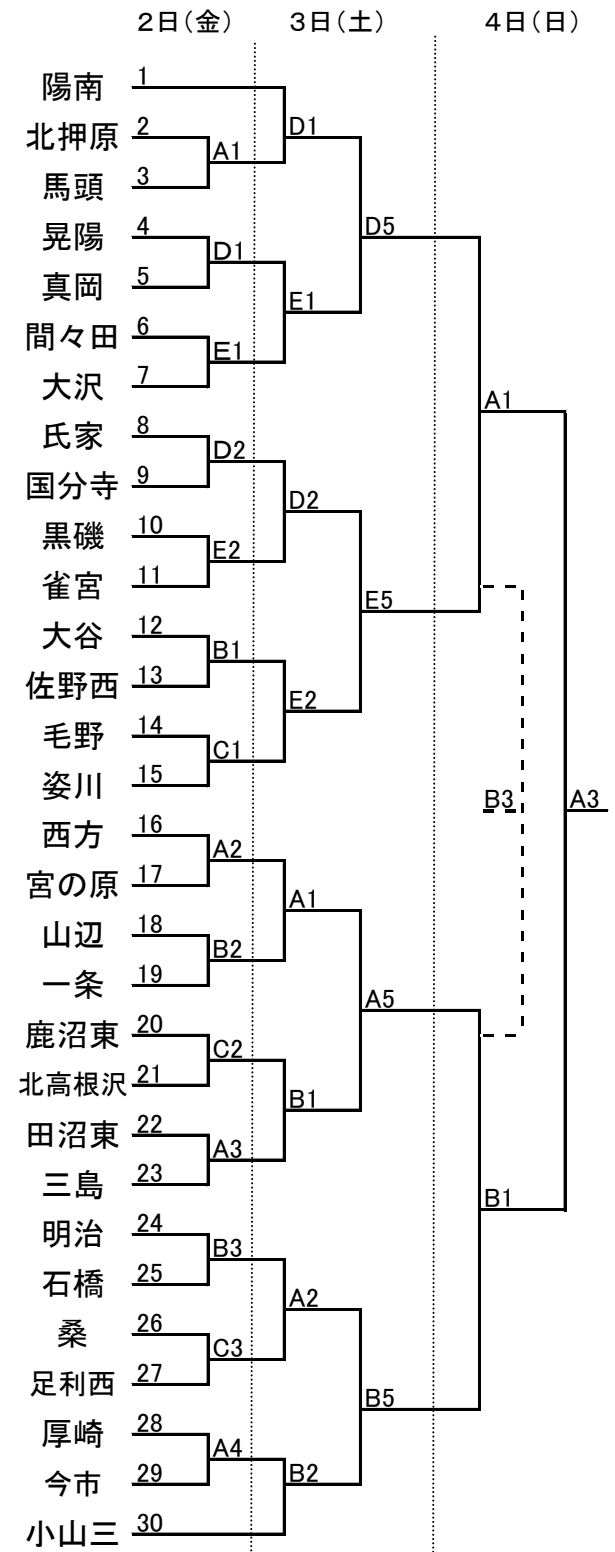 2日(金) 3日(土) 4日(日)
陽南 1
D1
北押原 2
A1
馬頭 3
晃陽 4
D5
D1
真岡 5
E1
間々田 6
E1
大沢 7
A1
氏家 8
D2
国分寺 9
D2
黒磯 10
E2
雀宮 11
E5
大谷 12
B1
佐野西 13
E2
毛野 14
C1
姿川 15
B3 A3
西方 16
A2
宮の原 17
A1
山辺 18
B2
一条 19
A5
鹿沼東 20
C2
北高根沢 21
B1
田沼東 22
A3
三島 23
B1
明治 24
B3
石橋 25
A2
桑 26
C3
足利西 27
B5
厚崎 28
A4
今市 29
B2
小山三 30